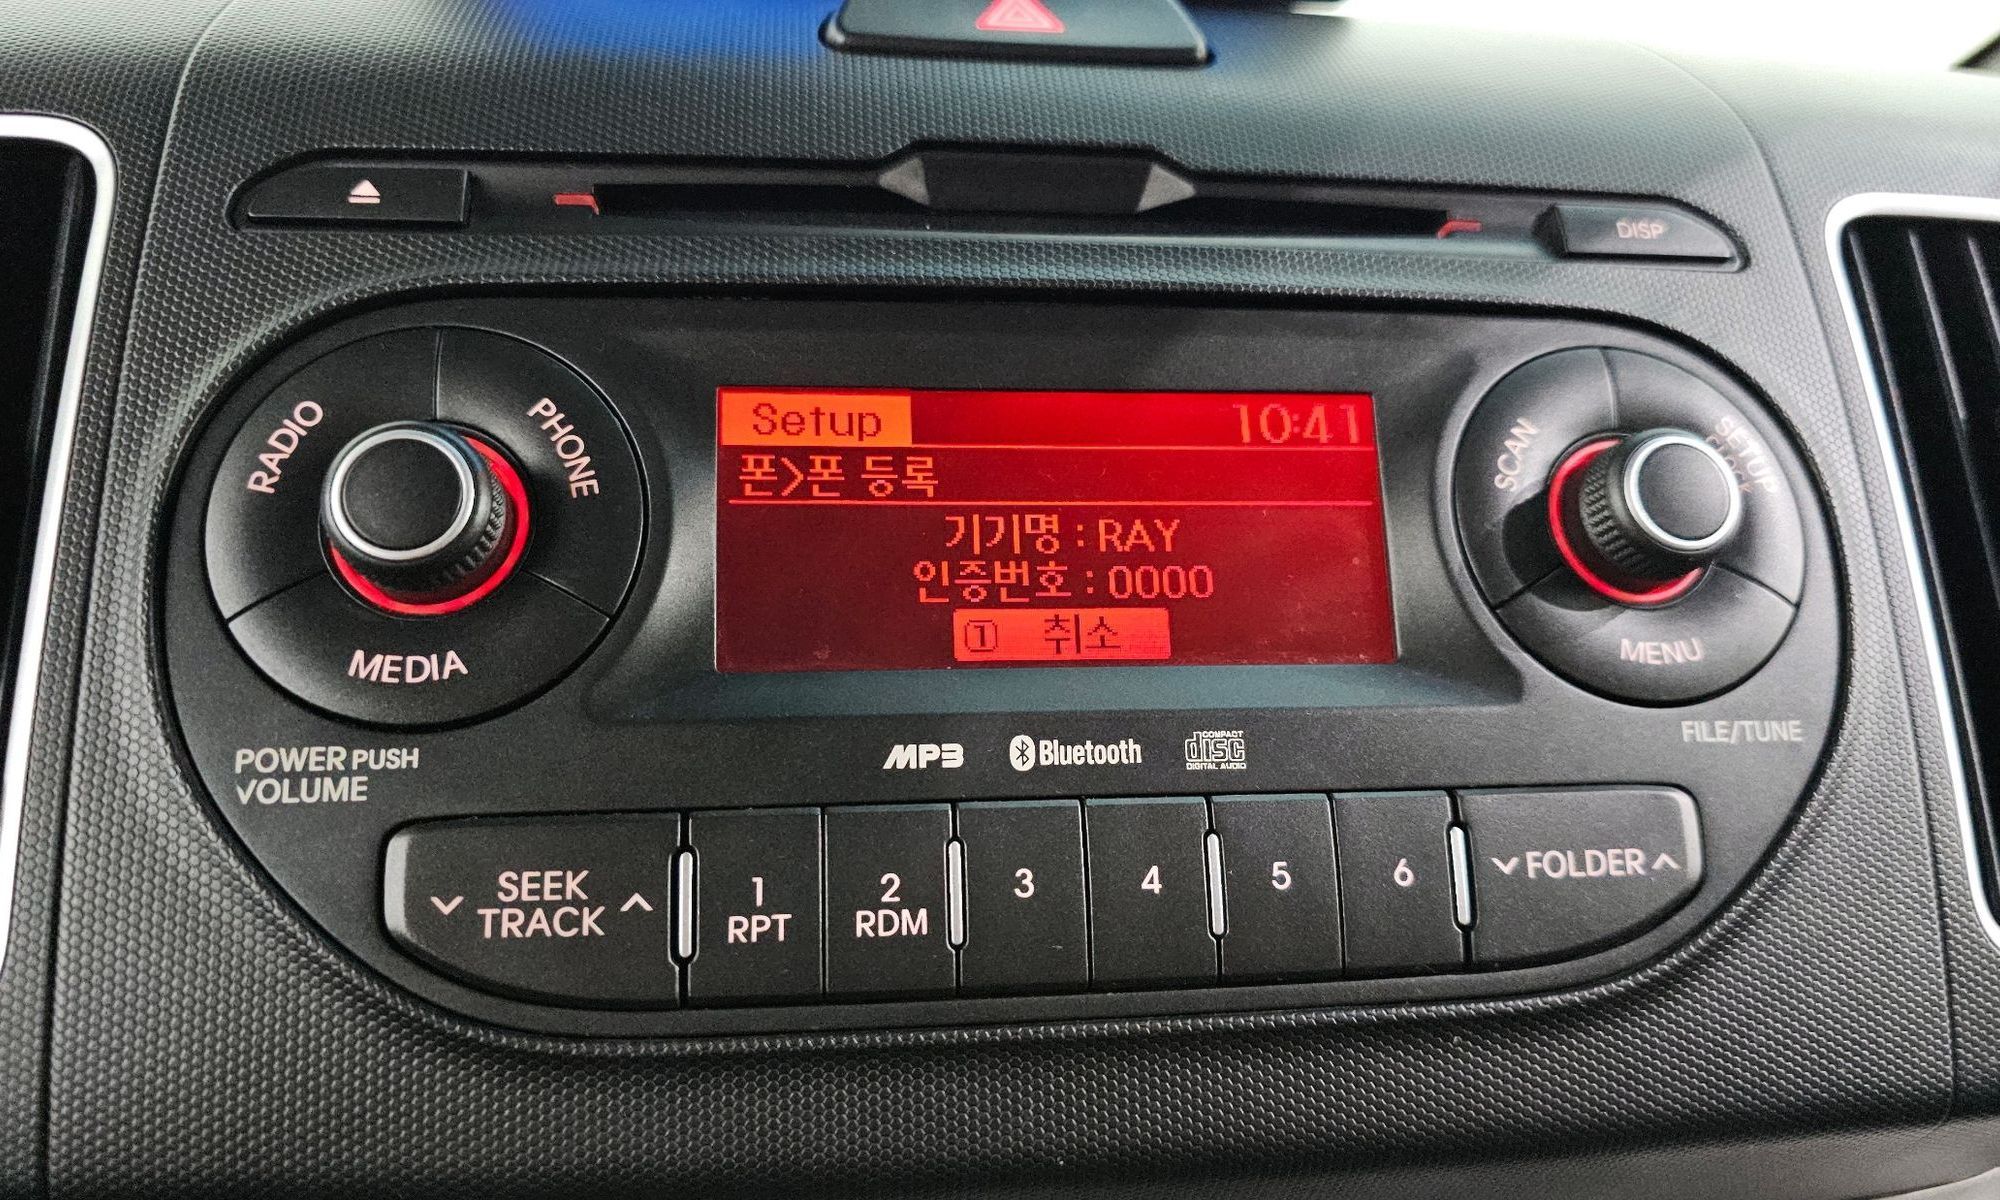 DISP
RADIO
PHONE
MEDIA
POWER PUSH
VOLUME
Setup 10:41
폰>폰 등록
기기명 : RAY
인증번호 : 0000
① 취소
SCAN
SETUP
CLOCK
MENU
FILE/TUNE
MP3 Bluetooth COMPACT disc DIGITAL AUDIO
SEEK
TRACK
1
RPT
2
RDM
3
4
5
6
FOLDER